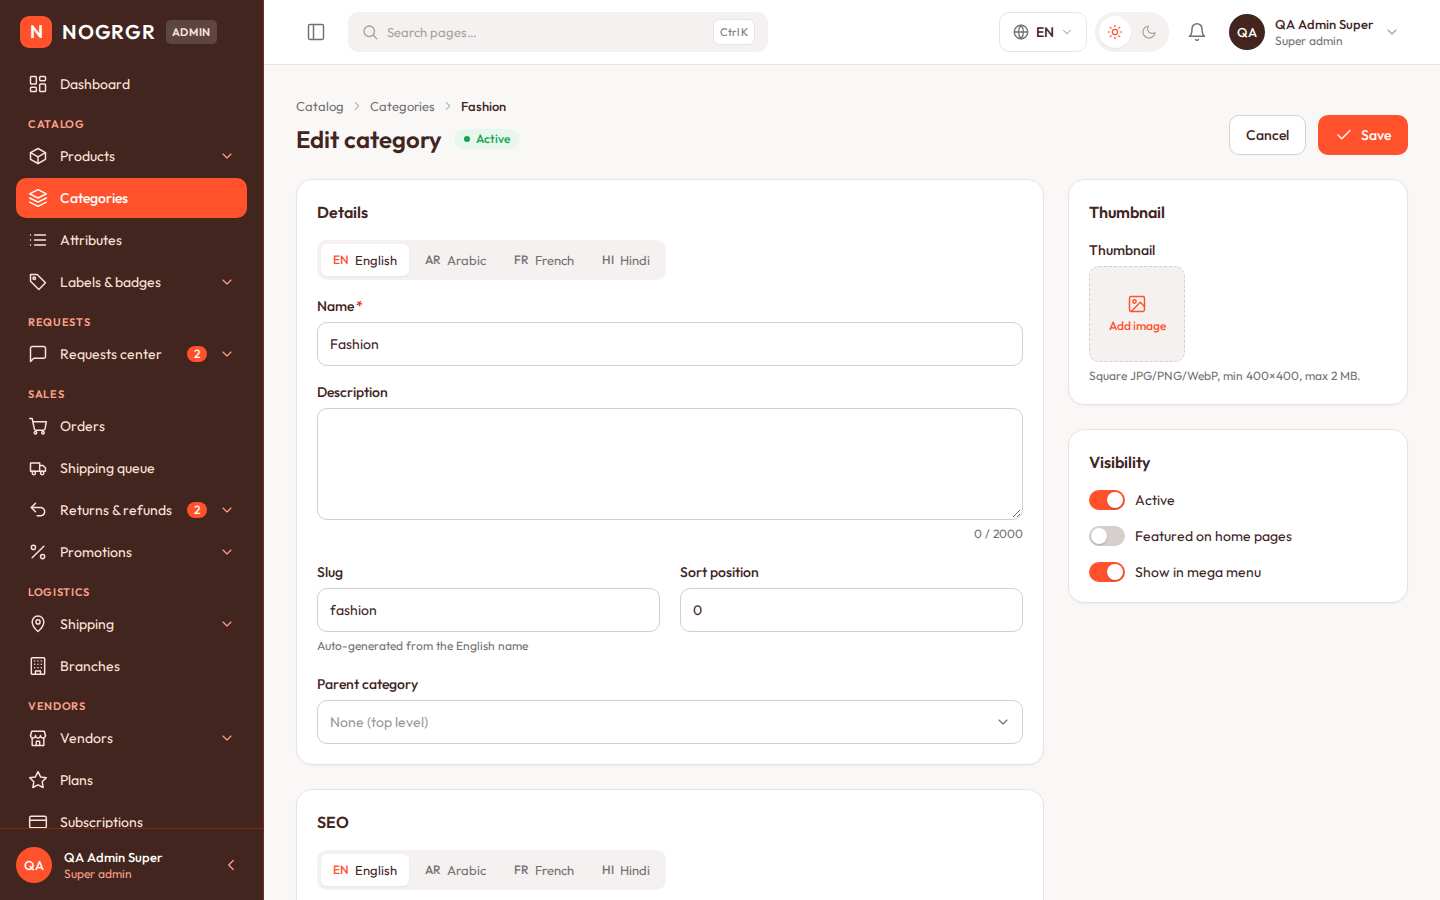 N NOGRGR ADMIN
Search pages...
Ctrl K
EN
QA
QA Admin Super
Super admin
Dashboard
CATALOG
Products
Categories
Attributes
Labels & badges
REQUESTS
Requests center 2
SALES
Orders
Shipping queue
Returns & refunds 2
Promotions
LOGISTICS
Shipping
Branches
VENDORS
Vendors
Plans
Subscriptions
QA
QA Admin Super
Super admin
Catalog > Categories > Fashion
Edit category
Active
Cancel
Save
Details
EN English AR Arabic FR French HI Hindi
Name*
Fashion
Description
0 / 2000
Slug
fashion
Auto-generated from the English name
Sort position
0
Parent category
None (top level)
SEO
EN English AR Arabic FR French HI Hindi
Thumbnail
Thumbnail
Add image
Square JPG/PNG/WebP, min 400×400, max 2 MB.
Visibility
Active
Featured on home pages
Show in mega menu